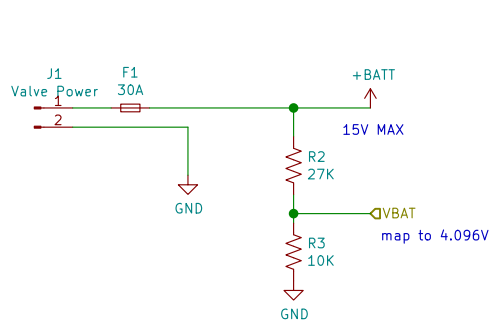 J1
Valve Power
1
2
F1
30A
+BATT
15V MAX
R2
27K
VBAT
map to 4.096V
R3
10K
GND
GND